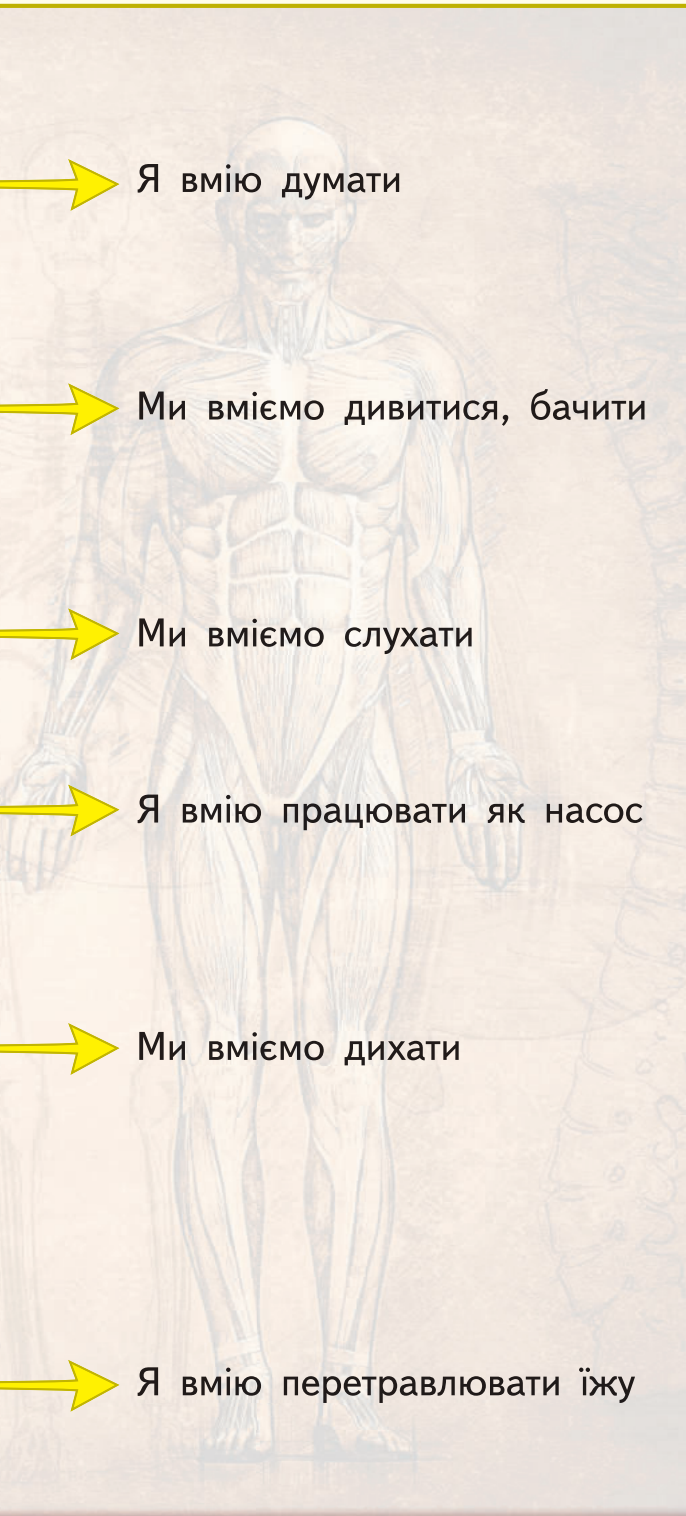 Я вмію думати
Ми вміємо дивитися, бачити
Ми вміємо слухати
Я вмію працювати як насос
Ми вміємо дихати
Я вмію перетравлювати їжу